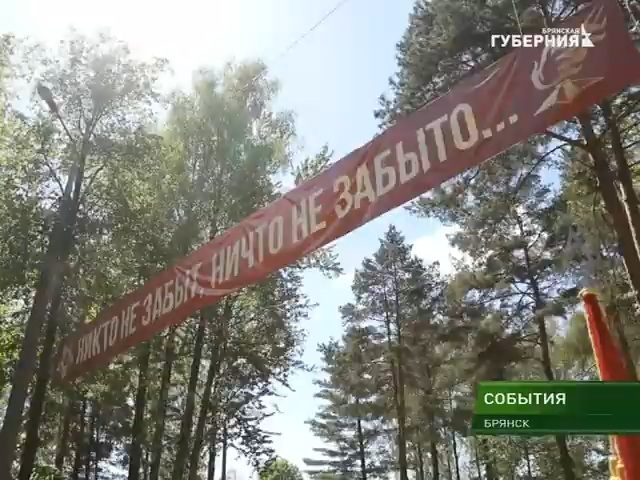 БРЯНСКАЯ
ГУБЕРНИЯ
НИКТО НЕ ЗАБЫТ, НИЧТО НЕ ЗАБЫТО...
СОБЫТИЯ
БРЯНСК